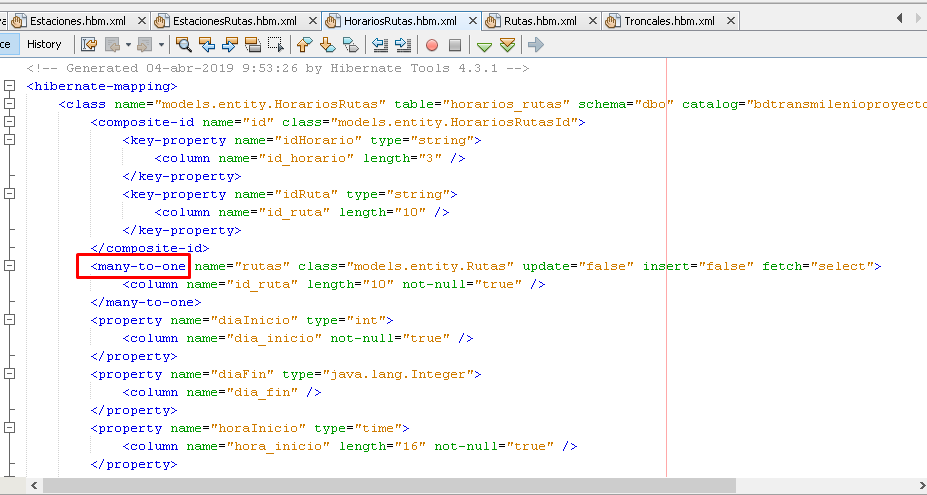 Estaciones.hbm.xml EstacionesRutas.hbm.xml HorariosRutas.hbm.xml Rutas.hbm.xml Troncales.hbm.xml
ce History
<!-- Generated 04-abr-2019 9:53:26 by Hibernate Tools 4.3.1 -->
<hibernate-mapping>
<class name="models.entity.HorariosRutas" table="horarios_rutas" schema="dbo" catalog="bdtransmilenioproyecto
<composite-id name="id" class="models.entity.HorariosRutasId">
<key-property name="idHorario" type="string">
<column name="id_horario" length="3" />
</key-property>
<key-property name="idRuta" type="string">
<column name="id_ruta" length="10" />
</key-property>
</composite-id>
<many-to-one name="rutas" class="models.entity.Rutas" update="false" insert="false" fetch="select">
<column name="id_ruta" length="10" not-null="true" />
</many-to-one>
<property name="diaInicio" type="int">
<column name="dia_inicio" not-null="true" />
</property>
<property name="diaFin" type="java.lang.Integer">
<column name="dia_fin" />
</property>
<property name="horaInicio" type="time">
<column name="hora_inicio" length="16" not-null="true" />
</property>